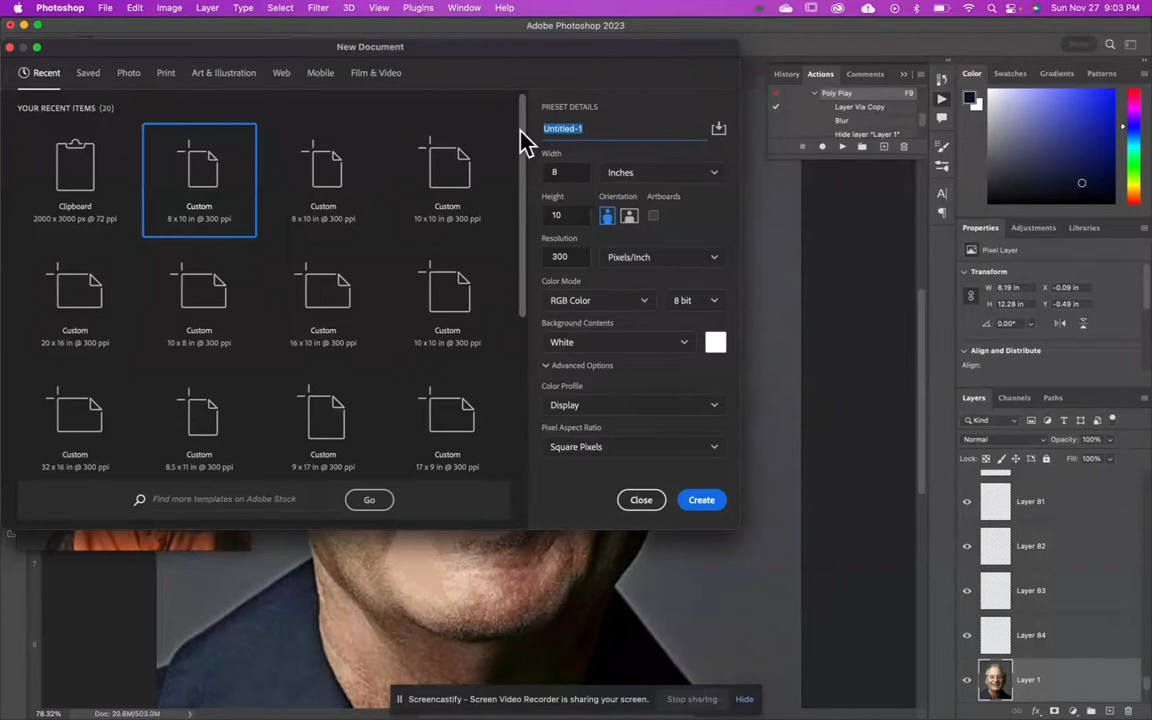 Photoshop File Edit Image Layer Type Select Filter 3D View Plugins Window Help Sun Nov 27 9:03 PM
Adobe Photoshop 2023
New Document
Recent Saved Photo Print Art & Illustration Web Mobile Film & Video
YOUR RECENT ITEMS (20)
Clipboard
2000 x 3000 px @ 72 ppi
Custom
8 x 10 in @ 300 ppi
Custom
8 x 10 in @ 300 ppi
Custom
10 x 10 in @ 300 ppi
Custom
20 x 16 in @ 300 ppi
Custom
10 x 8 in @ 300 ppi
Custom
16 x 10 in @ 300 ppi
Custom
10 x 10 in @ 300 ppi
Custom
32 x 16 in @ 300 ppi
Custom
8.5 x 11 in @ 300 ppi
Custom
9 x 17 in @ 300 ppi
Custom
17 x 9 in @ 300 ppi
Find more templates on Adobe Stock Go
PRESET DETAILS
Untitled-1
Width
8 Inches
Height Orientation Artboards
10
Resolution
300 Pixels/Inch
Color Mode
RGB Color 8 bit
Background Contents
White
Advanced Options
Color Profile
Display
Pixel Aspect Ratio
Square Pixels
Close Create
History Actions Comments
Poly Play F9
Layer Via Copy
Blur
Hide layer "Layer 1"
Color Swatches Gradients Patterns
Properties Adjustments Libraries
Pixel Layer
Transform
W 8.19 in X -0.09 in
H 12.28 in Y -0.49 in
0.00°
Align and Distribute
Align:
Layers Channels Paths
Kind
Normal Opacity: 100%
Lock: Fill: 100%
Layer 81
Layer 82
Layer 83
Layer 84
Layer 1
7
8
Screencastify - Screen Video Recorder is sharing your screen. Stop sharing Hide
78.32% Doc: 20.6M/503.0M